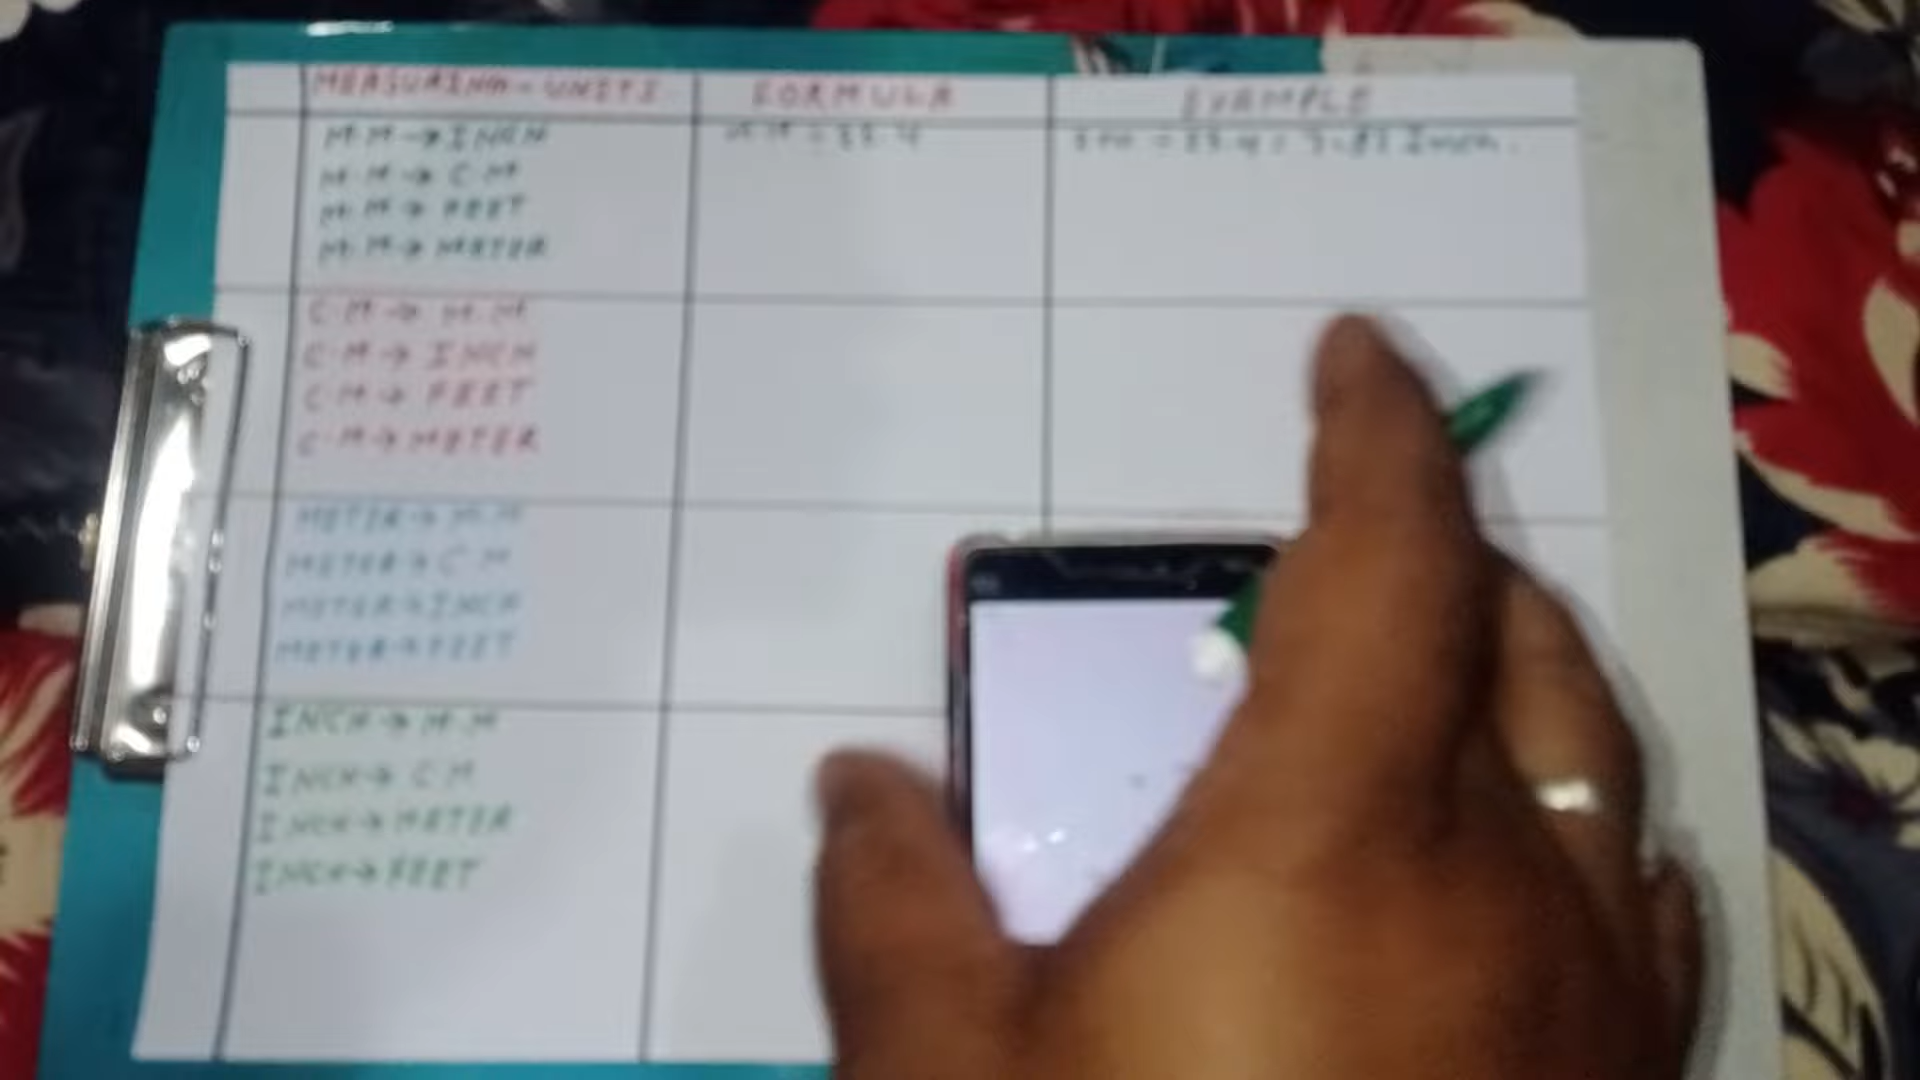 MEASURING-UNITS FORMULA EXAMPLE
M.M → INCH
M.M → C.M
M.M → FEET
M.M → METER
C.M → M.M
C.M → INCH
C.M → FEET
C.M → METER
METER → M.M
METER → C.M
METER → INCH
METER → FEET
INCH → M.M
INCH → C.M
INCH → METER
INCH → FEET